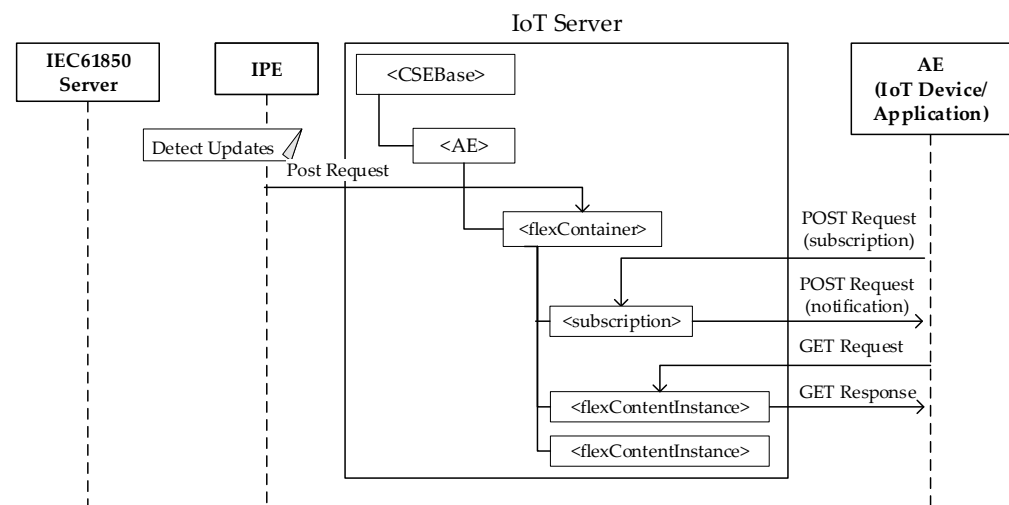 IoT Server
IEC61850
Server
IPE
<CSEBase>
AE
(IoT Device/
Application)
Detect Updates
<AE>
Post Request
<flexContainer>
POST Request
(subscription)
POST Request
(notification)
<subscription>
GET Request
<flexContentInstance>
GET Response
<flexContentInstance>